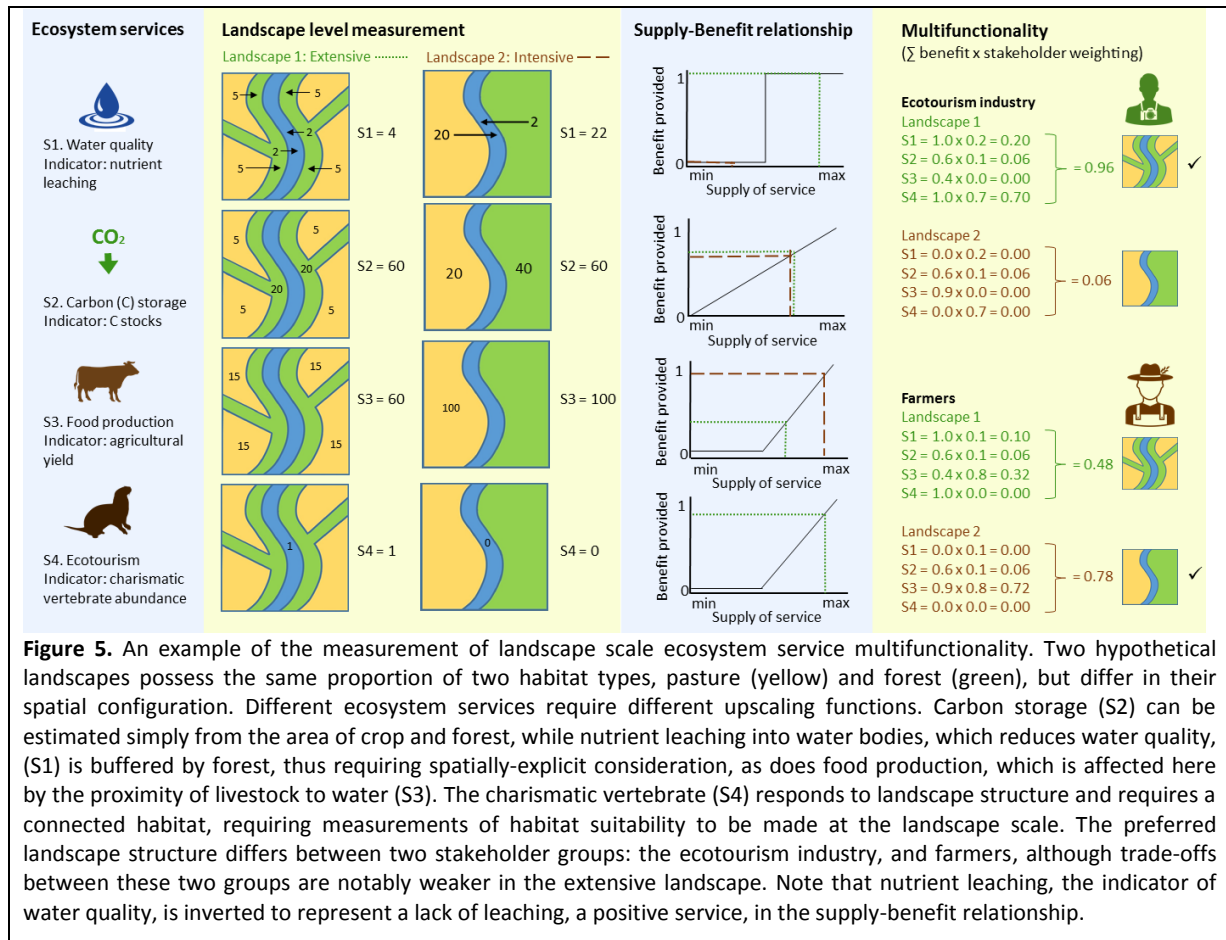 Ecosystem services
S1. Water quality
Indicator: nutrient
leaching
CO₂
S2. Carbon (C) storage
Indicator: C stocks
S3. Food production
Indicator: agricultural
yield
S4. Ecotourism
Indicator: charismatic
vertebrate abundance
Landscape level measurement
Landscape 1: Extensive
Landscape 2: Intensive
5
5
2
2
5
5
S1 = 4
20
2
S1 = 22
5
5
20
20
5
5
S2 = 60
20
40
S2 = 60
15
15
15
15
S3 = 60
100
S3 = 100
1
S4 = 1
0
S4 = 0
Supply-Benefit relationship
Benefit provided
1
0
min
max
Supply of service
Benefit provided
1
0
min
max
Supply of service
Benefit provided
1
0
min
max
Supply of service
Benefit provided
1
0
min
max
Supply of service
Multifunctionality
(∑ benefit x stakeholder weighting)
Ecotourism industry
Landscape 1
S1 = 1.0 x 0.2 = 0.20
S2 = 0.6 x 0.1 = 0.06
S3 = 0.4 x 0.0 = 0.00
S4 = 1.0 x 0.7 = 0.70
= 0.96
✓
Landscape 2
S1 = 0.0 x 0.2 = 0.00
S2 = 0.6 x 0.1 = 0.06
S3 = 0.9 x 0.0 = 0.00
S4 = 0.0 x 0.7 = 0.00
= 0.06
Farmers
Landscape 1
S1 = 1.0 x 0.1 = 0.10
S2 = 0.6 x 0.1 = 0.06
S3 = 0.4 x 0.8 = 0.32
S4 = 1.0 x 0.0 = 0.00
= 0.48
Landscape 2
S1 = 0.0 x 0.1 = 0.00
S2 = 0.6 x 0.1 = 0.06
S3 = 0.9 x 0.8 = 0.72
S4 = 0.0 x 0.0 = 0.00
= 0.78
✓
Figure 5. An example of the measurement of landscape scale ecosystem service multifunctionality. Two hypothetical
landscapes possess the same proportion of two habitat types, pasture (yellow) and forest (green), but differ in their
spatial configuration. Different ecosystem services require different upscaling functions. Carbon storage (S2) can be
estimated simply from the area of crop and forest, while nutrient leaching into water bodies, which reduces water quality,
(S1) is buffered by forest, thus requiring spatially-explicit consideration, as does food production, which is affected here
by the proximity of livestock to water (S3). The charismatic vertebrate (S4) responds to landscape structure and requires a
connected habitat, requiring measurements of habitat suitability to be made at the landscape scale. The preferred
landscape structure differs between two stakeholder groups: the ecotourism industry, and farmers, although trade-offs
between these two groups are notably weaker in the extensive landscape. Note that nutrient leaching, the indicator of
water quality, is inverted to represent a lack of leaching, a positive service, in the supply-benefit relationship.